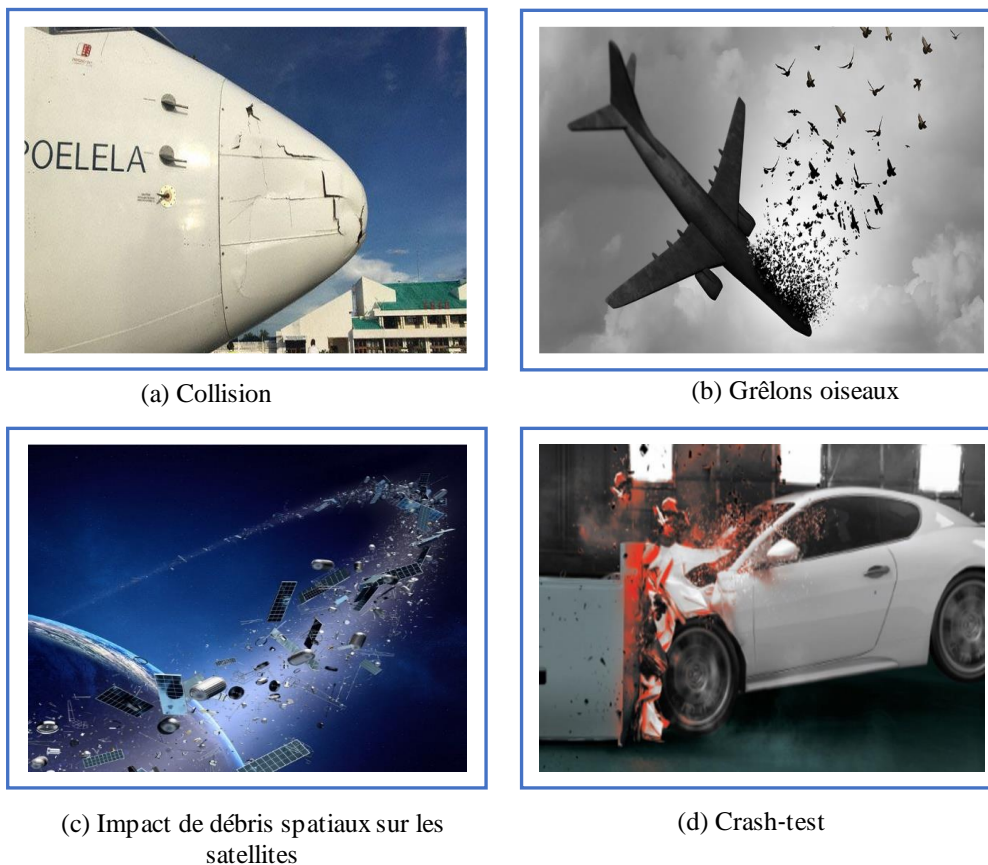 POELELA
(a) Collision
(b) Grêlons oiseaux
(c) Impact de débris spatiaux sur les
satellites
(d) Crash-test